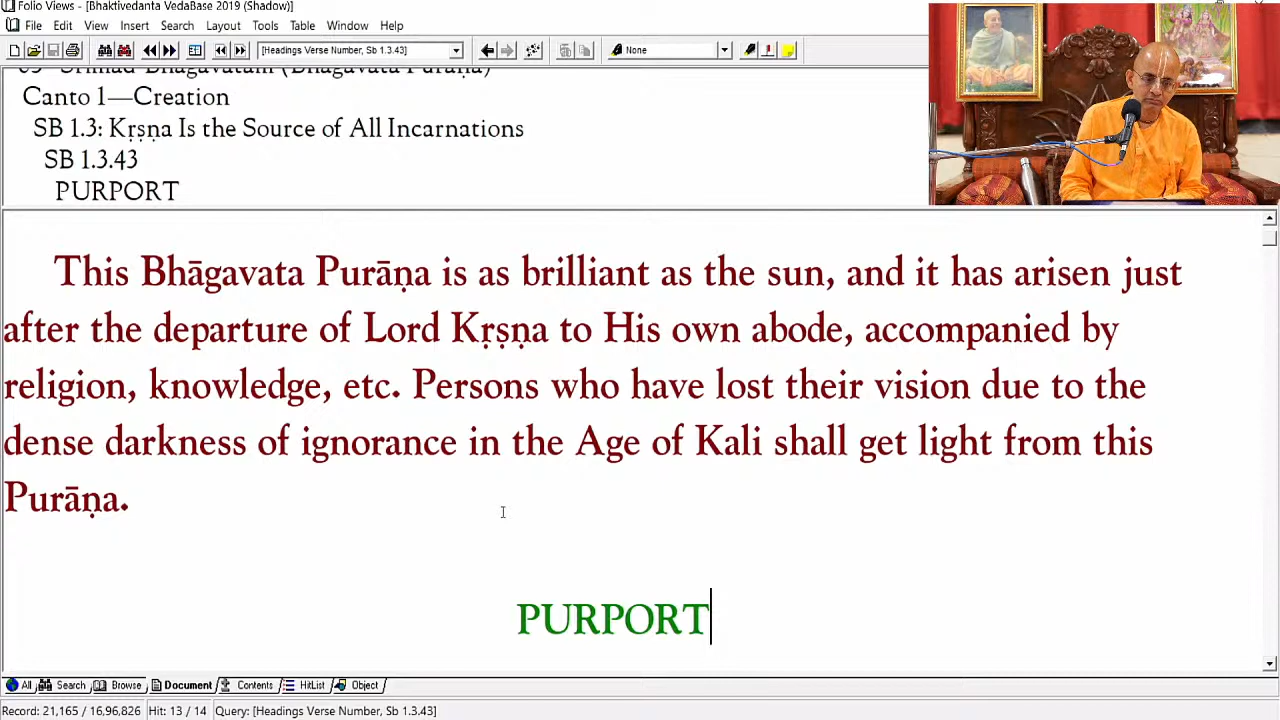 Folio Views - [Bhaktivedanta VedaBase 2019 (Shadow)]
File Edit View Insert Search Layout Tools Table Window Help
[Headings Verse Number, Sb 1.3.43] None
Srimad-Bhagavatam (Bhagavata Purāṇa)
Canto 1—Creation
SB 1.3: Kṛṣṇa Is the Source of All Incarnations
SB 1.3.43
PURPORT
This Bhāgavata Purāṇa is as brilliant as the sun, and it has arisen just
after the departure of Lord Kṛṣṇa to His own abode, accompanied by
religion, knowledge, etc. Persons who have lost their vision due to the
dense darkness of ignorance in the Age of Kali shall get light from this
Purāṇa.
PURPORT
All Search Browse Document Contents HitList Object
Record: 21,165 / 16,96,826 Hit: 13 / 14 Query: [Headings Verse Number, Sb 1.3.43]